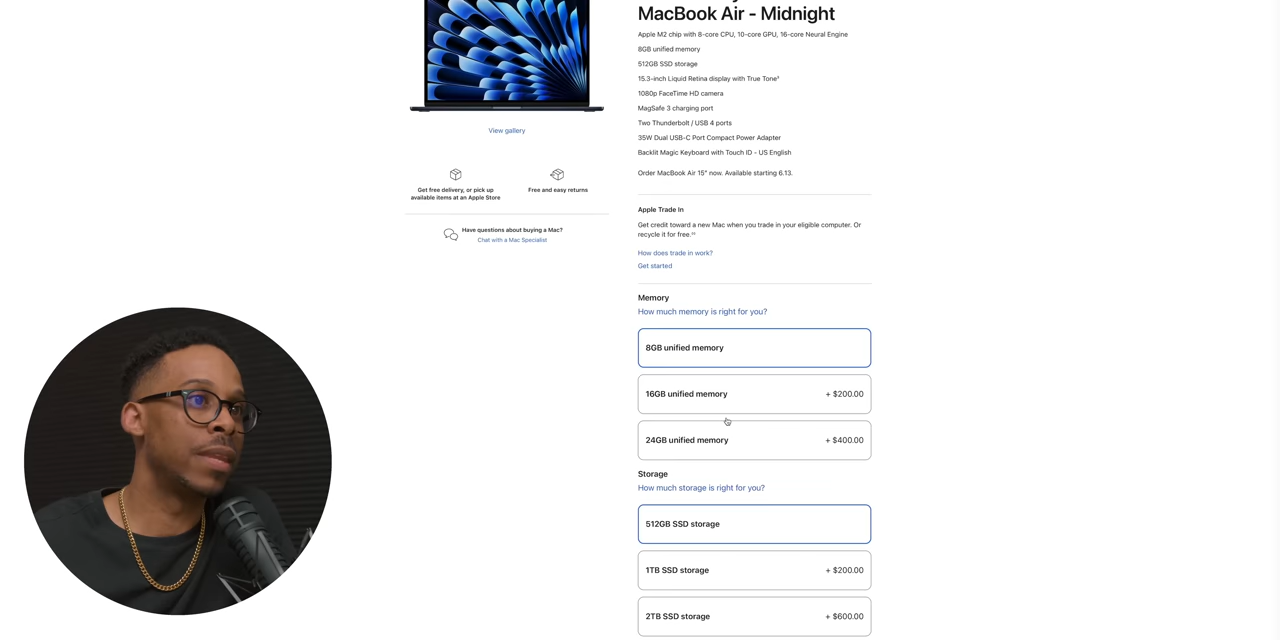 MacBook Air - Midnight
Apple M2 chip with 8-core CPU, 10-core GPU, 16-core Neural Engine
8GB unified memory
512GB SSD storage
15.3-inch Liquid Retina display with True Tone³
1080p FaceTime HD camera
MagSafe 3 charging port
Two Thunderbolt / USB 4 ports
35W Dual USB-C Port Compact Power Adapter
Backlit Magic Keyboard with Touch ID - US English
Order MacBook Air 15" now. Available starting 6.13.
View gallery
Get free delivery, or pick up
available items at an Apple Store
Free and easy returns
Have questions about buying a Mac?
Chat with a Mac Specialist
Apple Trade In
Get credit toward a new Mac when you trade in your eligible computer. Or
recycle it for free.
How does trade in work?
Get started
Memory
How much memory is right for you?
8GB unified memory
16GB unified memory + $200.00
24GB unified memory + $400.00
Storage
How much storage is right for you?
512GB SSD storage
1TB SSD storage + $200.00
2TB SSD storage + $600.00